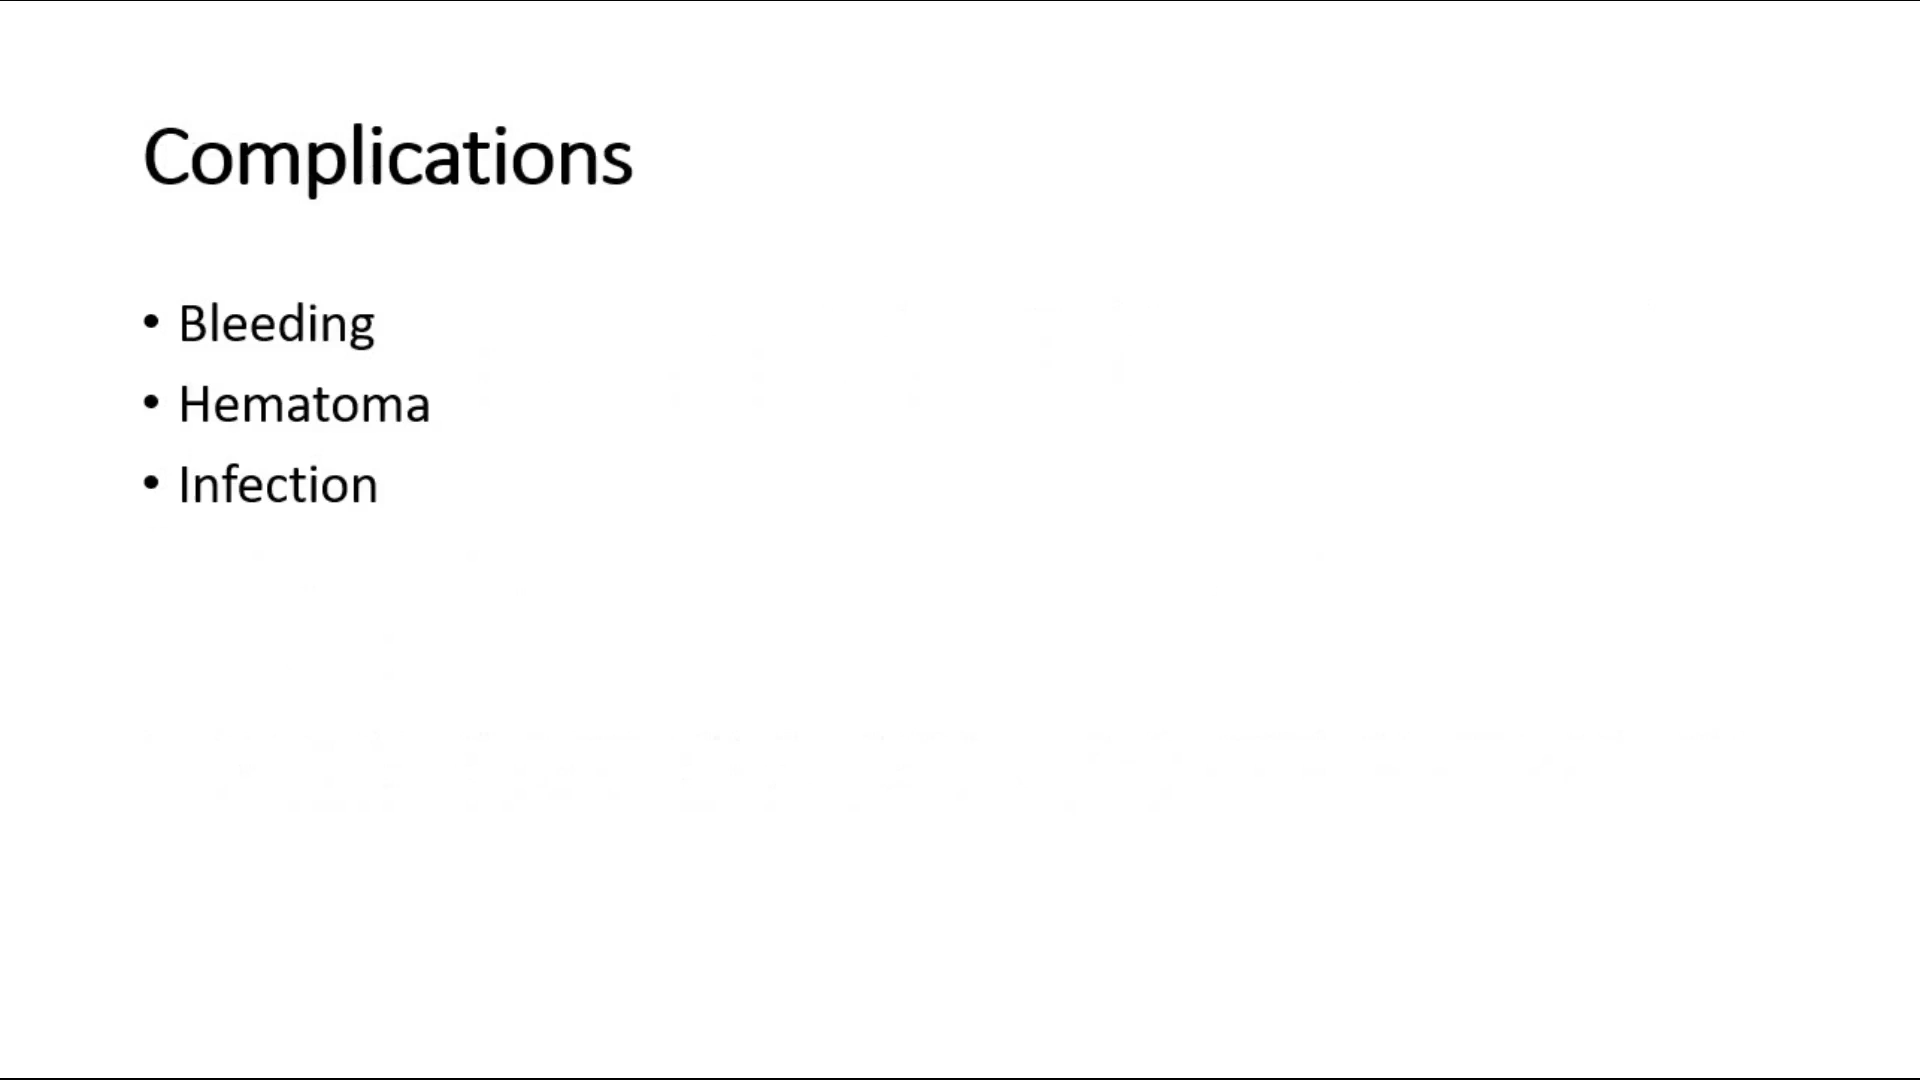 Complications
• Bleeding
• Hematoma
• Infection